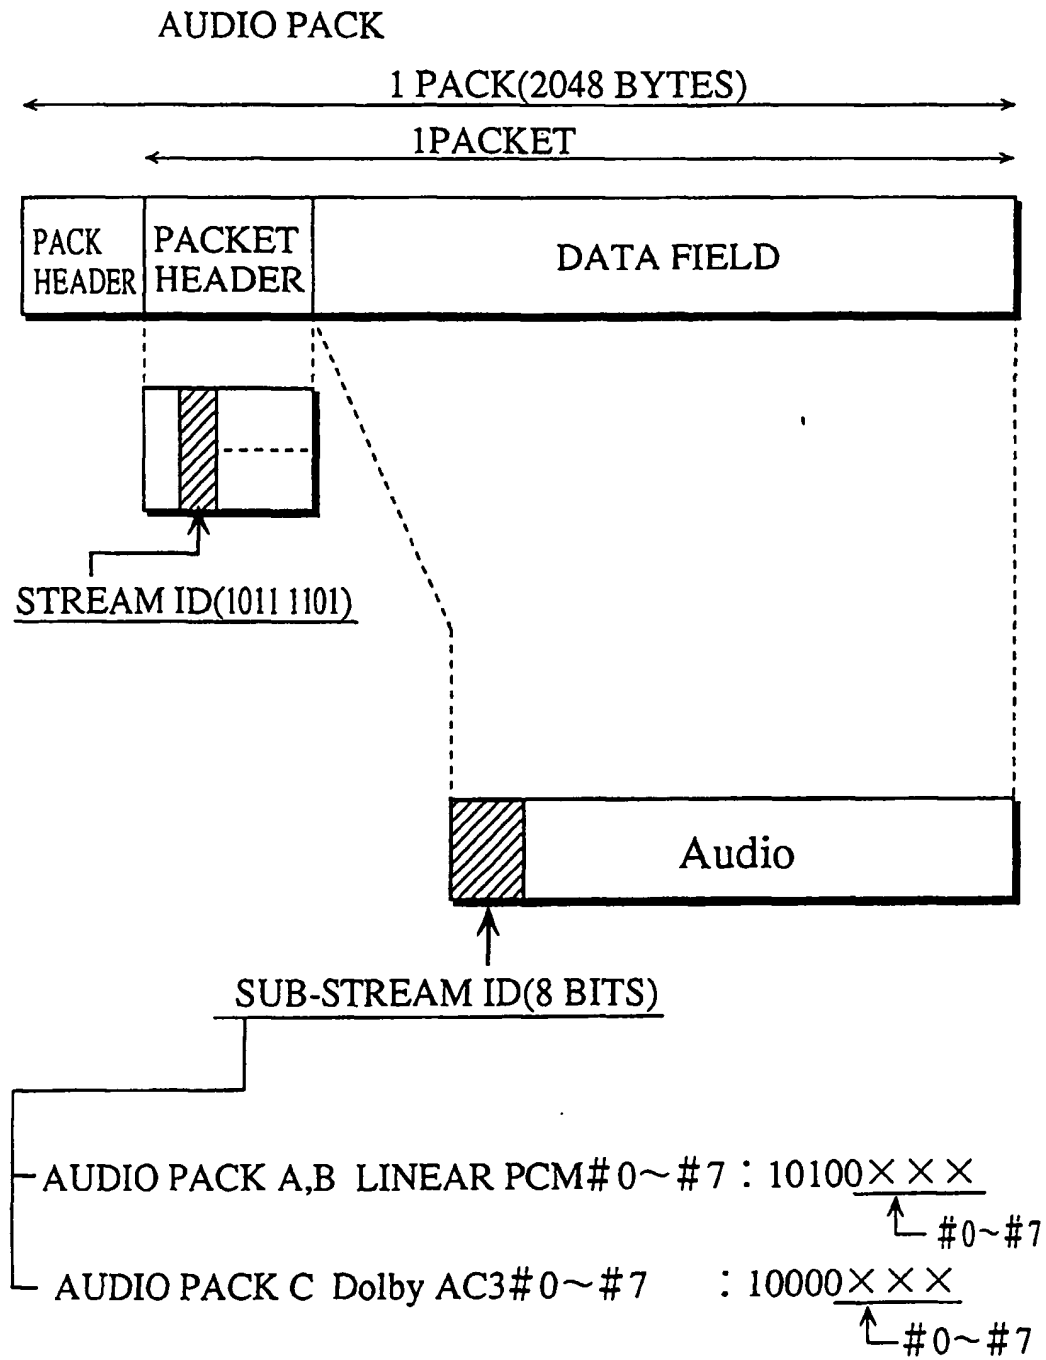 AUDIO PACK
1 PACK(2048 BYTES)
1PACKET
PACK
HEADER
PACKET
HEADER
DATA FIELD
STREAM ID(1011 1101)
Audio
SUB-STREAM ID(8 BITS)
AUDIO PACK A,B LINEAR PCM#0~#7 : 10100×××
#0~#7
AUDIO PACK C Dolby AC3#0~#7 : 10000×××
#0~#7